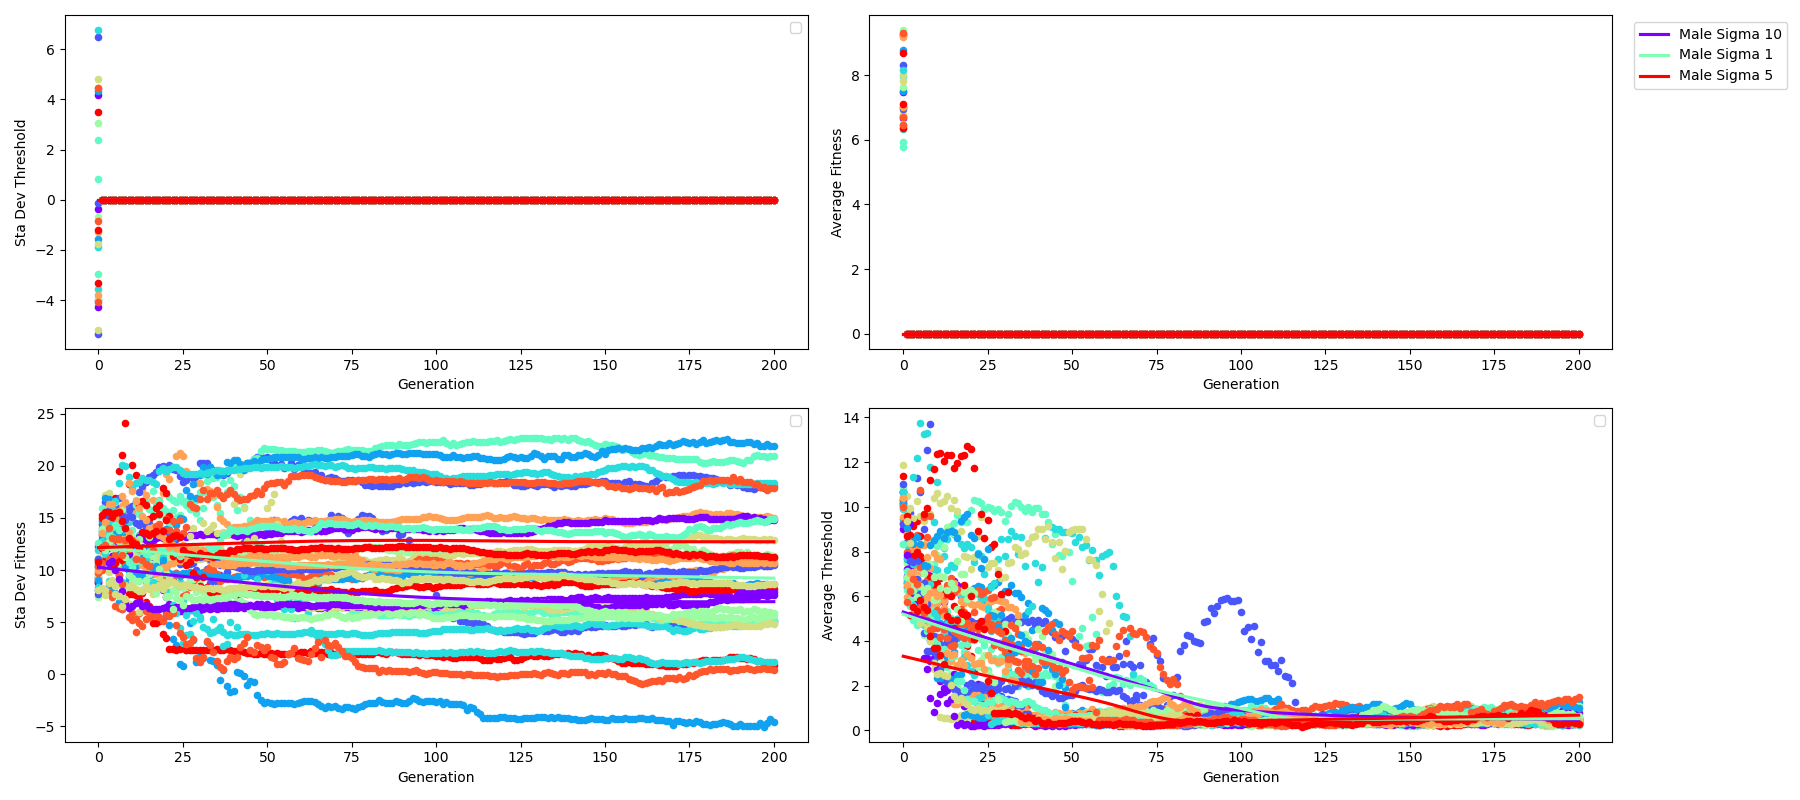 Sta Dev Threshold
6
4
2
0
−2
−4
0 25 50 75 100 125 150 175 200
Generation
Average Fitness
8
6
4
2
0
0 25 50 75 100 125 150 175 200
Generation
Male Sigma 10
Male Sigma 1
Male Sigma 5
Sta Dev Fitness
25
20
15
10
5
0
−5
0 25 50 75 100 125 150 175 200
Generation
Average Threshold
14
12
10
8
6
4
2
0
0 25 50 75 100 125 150 175 200
Generation